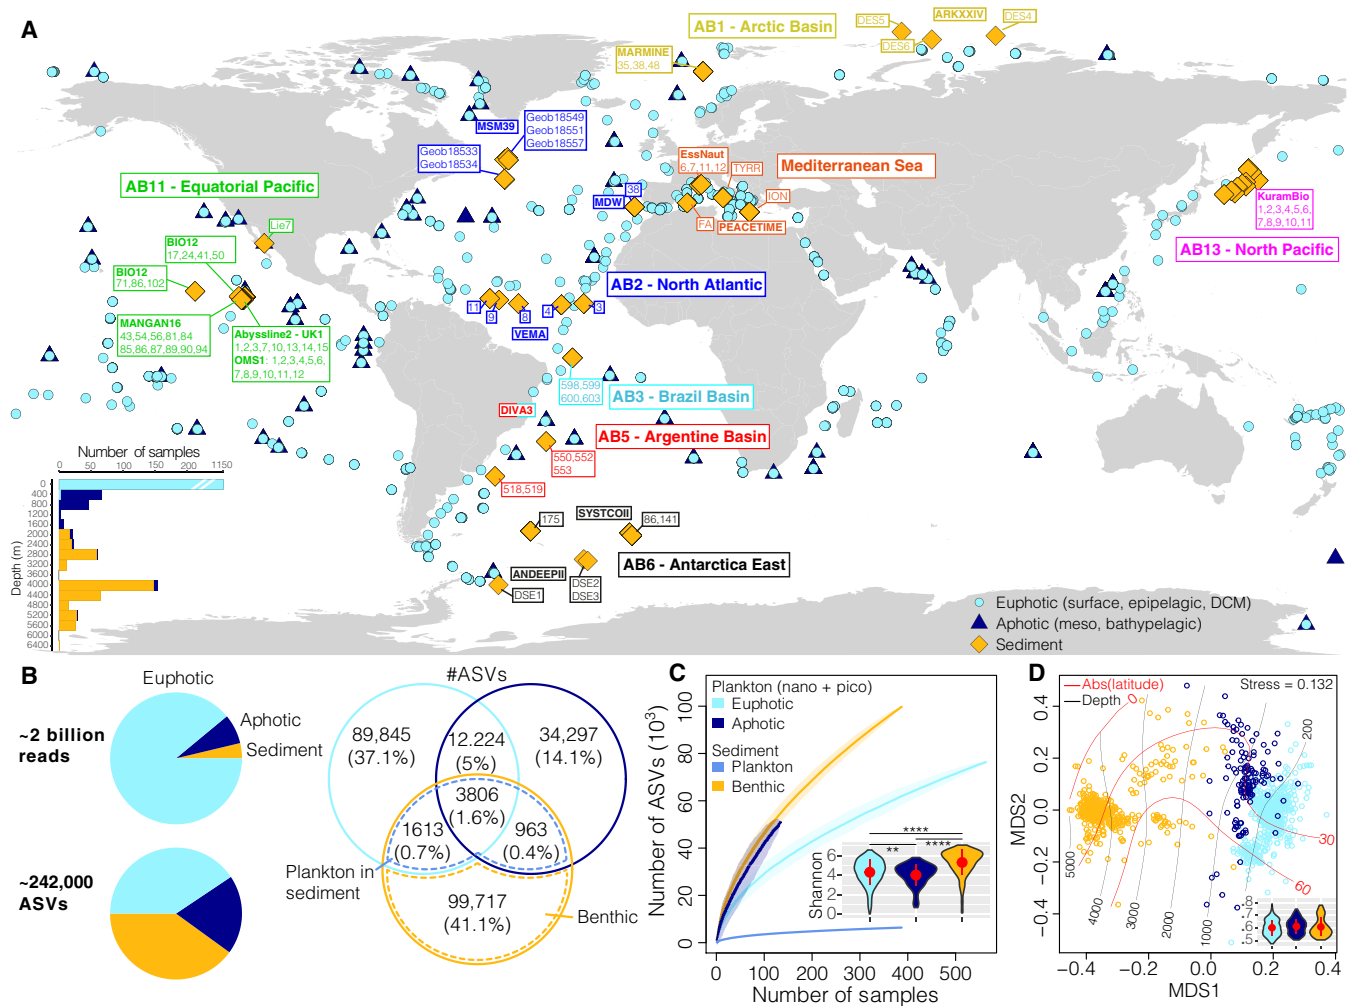 A
AB1 - Arctic Basin
DES5
ARKXXIV
DES4
DES6
MARMINE
35,38,48
MSM39
Geob18549
Geob18551
Geob18557
Geob18533
Geob18534
EssNaut
6,7,11,12
TYRR
Mediterranean Sea
ION
FA
PEACETIME
38
MDW
AB11 - Equatorial Pacific
Lie7
BIO12
17,24,41,50
BIO12
71,86,102
MANGAN16
43,54,56,81,84
85,86,87,89,90,94
Abyssline2 - UK1
1,2,3,7,10,13,14,15
OMS1: 1,2,3,4,5,6,
7,8,9,10,11,12
KuramBio
1,2,3,4,5,6,
7,8,9,10,11
AB13 - North Pacific
AB2 - North Atlantic
11
9
8
4
3
VEMA
598,599
600,603
AB3 - Brazil Basin
DIVA3
AB5 - Argentine Basin
550,552
553
518,519
175
SYSTCOII
86,141
AB6 - Antarctica East
ANDEEPII
DSE1
DSE2
DSE3
Number of samples
0 50 100 150 200 1150
Depth (m)
0
400
800
1200
1600
2000
2400
2800
3200
3600
4000
4400
4800
5200
5600
6000
6400
Euphotic (surface, epipelagic, DCM)
Aphotic (meso, bathypelagic)
Sediment
B
Euphotic
Aphotic
Sediment
~2 billion
reads
~242,000
ASVs
#ASVs
89,845
(37.1%)
12.224
(5%)
34,297
(14.1%)
3806
(1.6%)
1613
(0.7%)
963
(0.4%)
Plankton in
sediment
99,717
(41.1%)
Benthic
C
Number of ASVs (10³)
100
80
60
40
20
0
Plankton (nano + pico)
Euphotic
Aphotic
Sediment
Plankton
Benthic
****
**
****
Shannon
6
4
2
0
0 100 200 300 400 500
Number of samples
D
Abs(latitude)
Depth
Stress = 0.132
MDS2
0.4
0.2
0.0
−0.2
−0.4
0
200
30
60
5000
4000
3000
2000
1000
.8
.7
.6
.5
−0.4 −0.2 0.0 0.2 0.4
MDS1